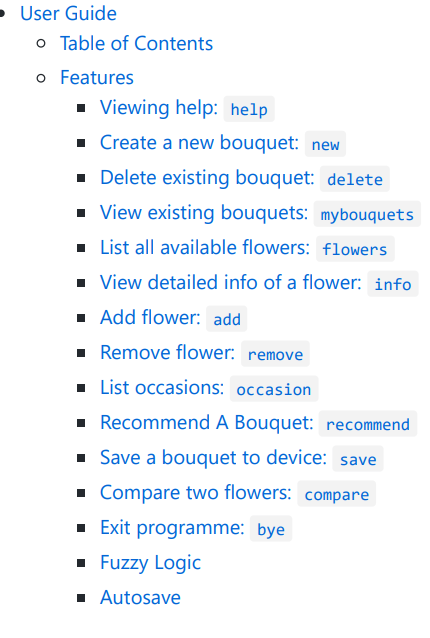 User Guide
Table of Contents
Features
Viewing help: help
Create a new bouquet: new
Delete existing bouquet: delete
View existing bouquets: mybouquets
List all available flowers: flowers
View detailed info of a flower: info
Add flower: add
Remove flower: remove
List occasions: occasion
Recommend A Bouquet: recommend
Save a bouquet to device: save
Compare two flowers: compare
Exit programme: bye
Fuzzy Logic
Autosave